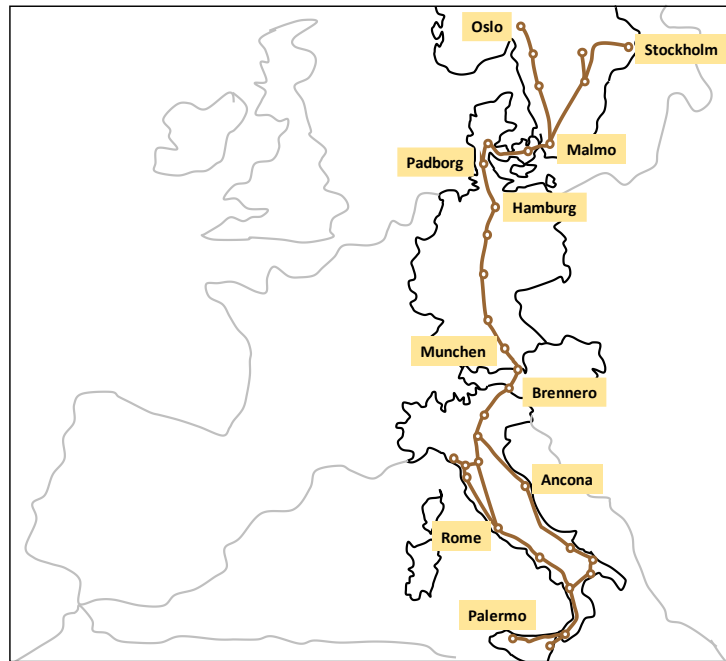 Oslo
Stockholm
Malmo
Padborg
Hamburg
Munchen
Brennero
Ancona
Rome
Palermo